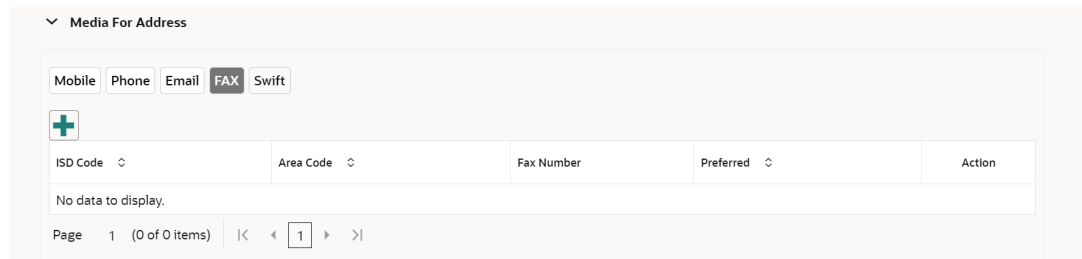 Media For Address
Mobile Phone Email FAX Swift
ISD Code Area Code Fax Number Preferred Action
No data to display.
Page 1 (0 of 0 items) 1